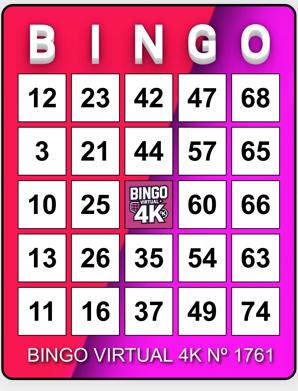 B I N G O
12 23 42 47 68
3 21 44 57 65
10 25 BINGO VIRTUAL 4K 60 66
13 26 35 54 63
11 16 37 49 74
BINGO VIRTUAL 4K Nº 1761